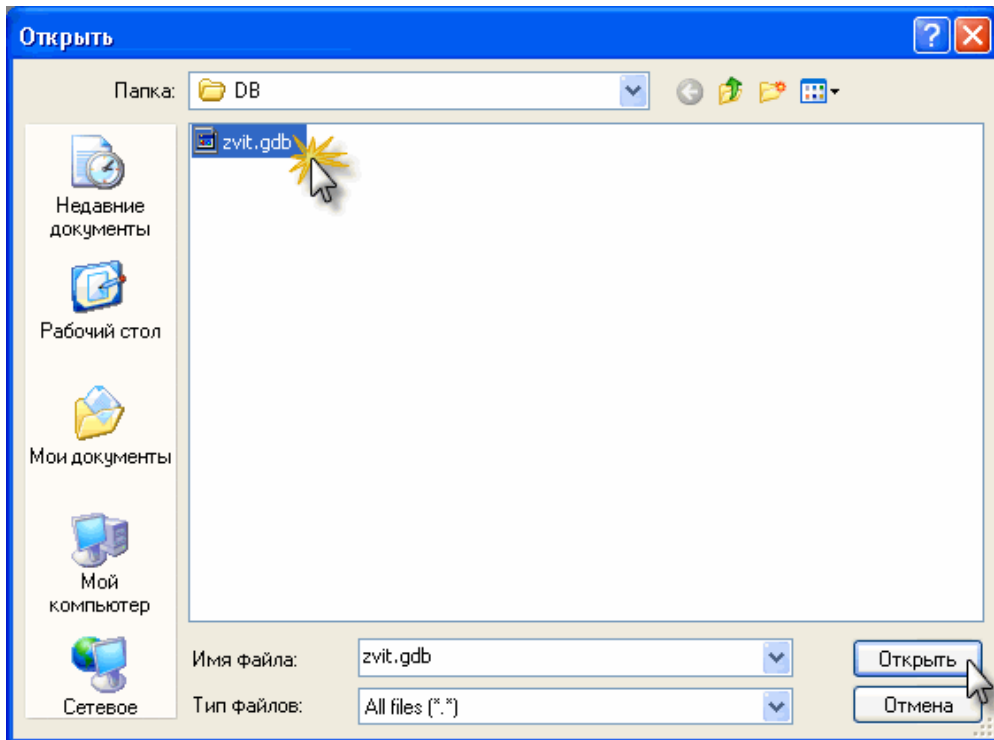 Открыть
Папка:
DB
zvit.gdb
Недавние
документы
Рабочий стол
Мои документы
Мой
компьютер
Сетевое
Имя файла:
zvit.gdb
Открыть
Тип файлов:
All files (*.*)
Отмена